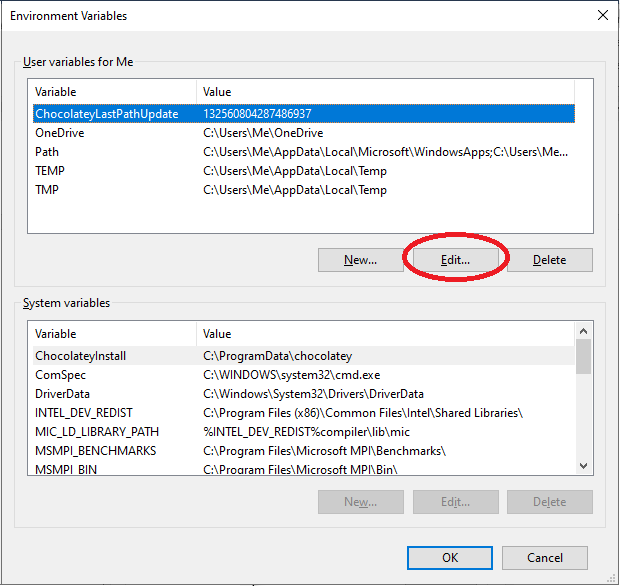 Environment Variables
User variables for Me
Variable Value
ChocolateyLastPathUpdate 132560804287486937
OneDrive C:\Users\Me\OneDrive
Path C:\Users\Me\AppData\Local\Microsoft\WindowsApps;C:\Users\Me...
TEMP C:\Users\Me\AppData\Local\Temp
TMP C:\Users\Me\AppData\Local\Temp
New... Edit... Delete
System variables
Variable Value
ChocolateyInstall C:\ProgramData\chocolatey
ComSpec C:\WINDOWS\system32\cmd.exe
DriverData C:\Windows\System32\Drivers\DriverData
INTEL_DEV_REDIST C:\Program Files (x86)\Common Files\Intel\Shared Libraries\
MIC_LD_LIBRARY_PATH %INTEL_DEV_REDIST%compiler\lib\mic
MSMPI_BENCHMARKS C:\Program Files\Microsoft MPI\Benchmarks\
MSMPI_BIN C:\Program Files\Microsoft MPI\Bin\
New... Edit... Delete
OK Cancel